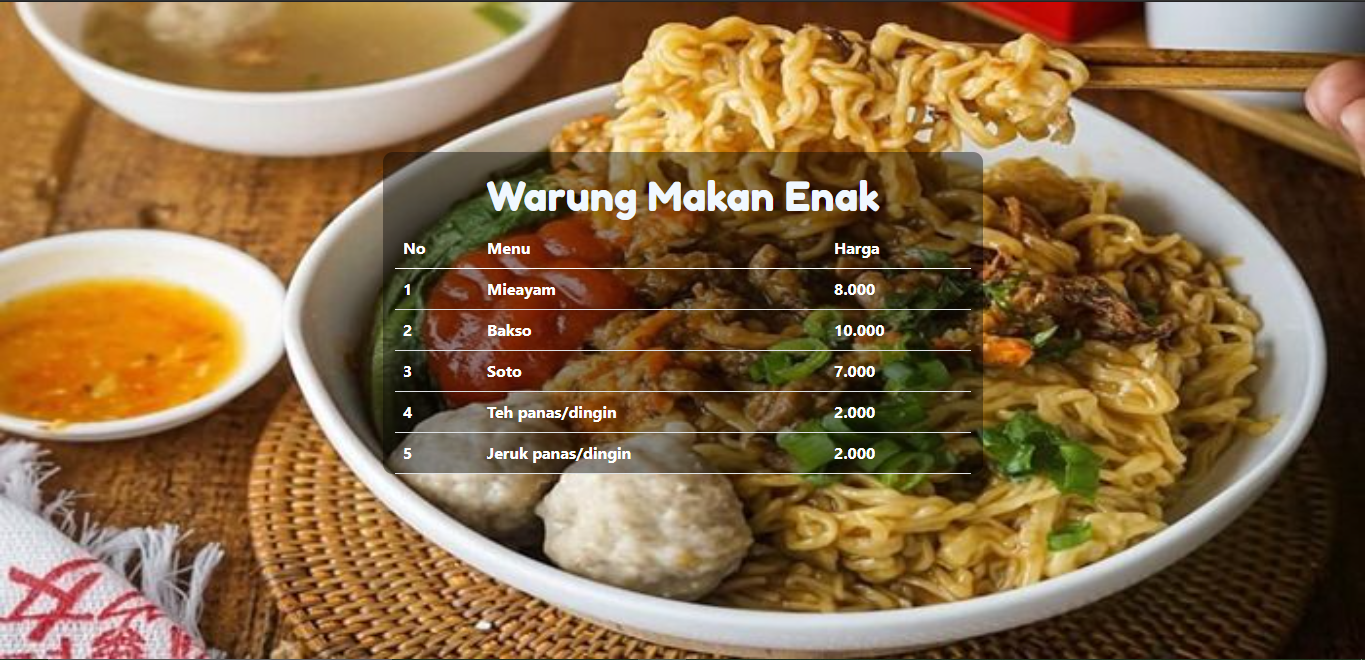 Warung Makan Enak
No Menu Harga
1 Mieayam 8.000
2 Bakso 10.000
3 Soto 7.000
4 Teh panas/dingin 2.000
5 Jeruk panas/dingin 2.000